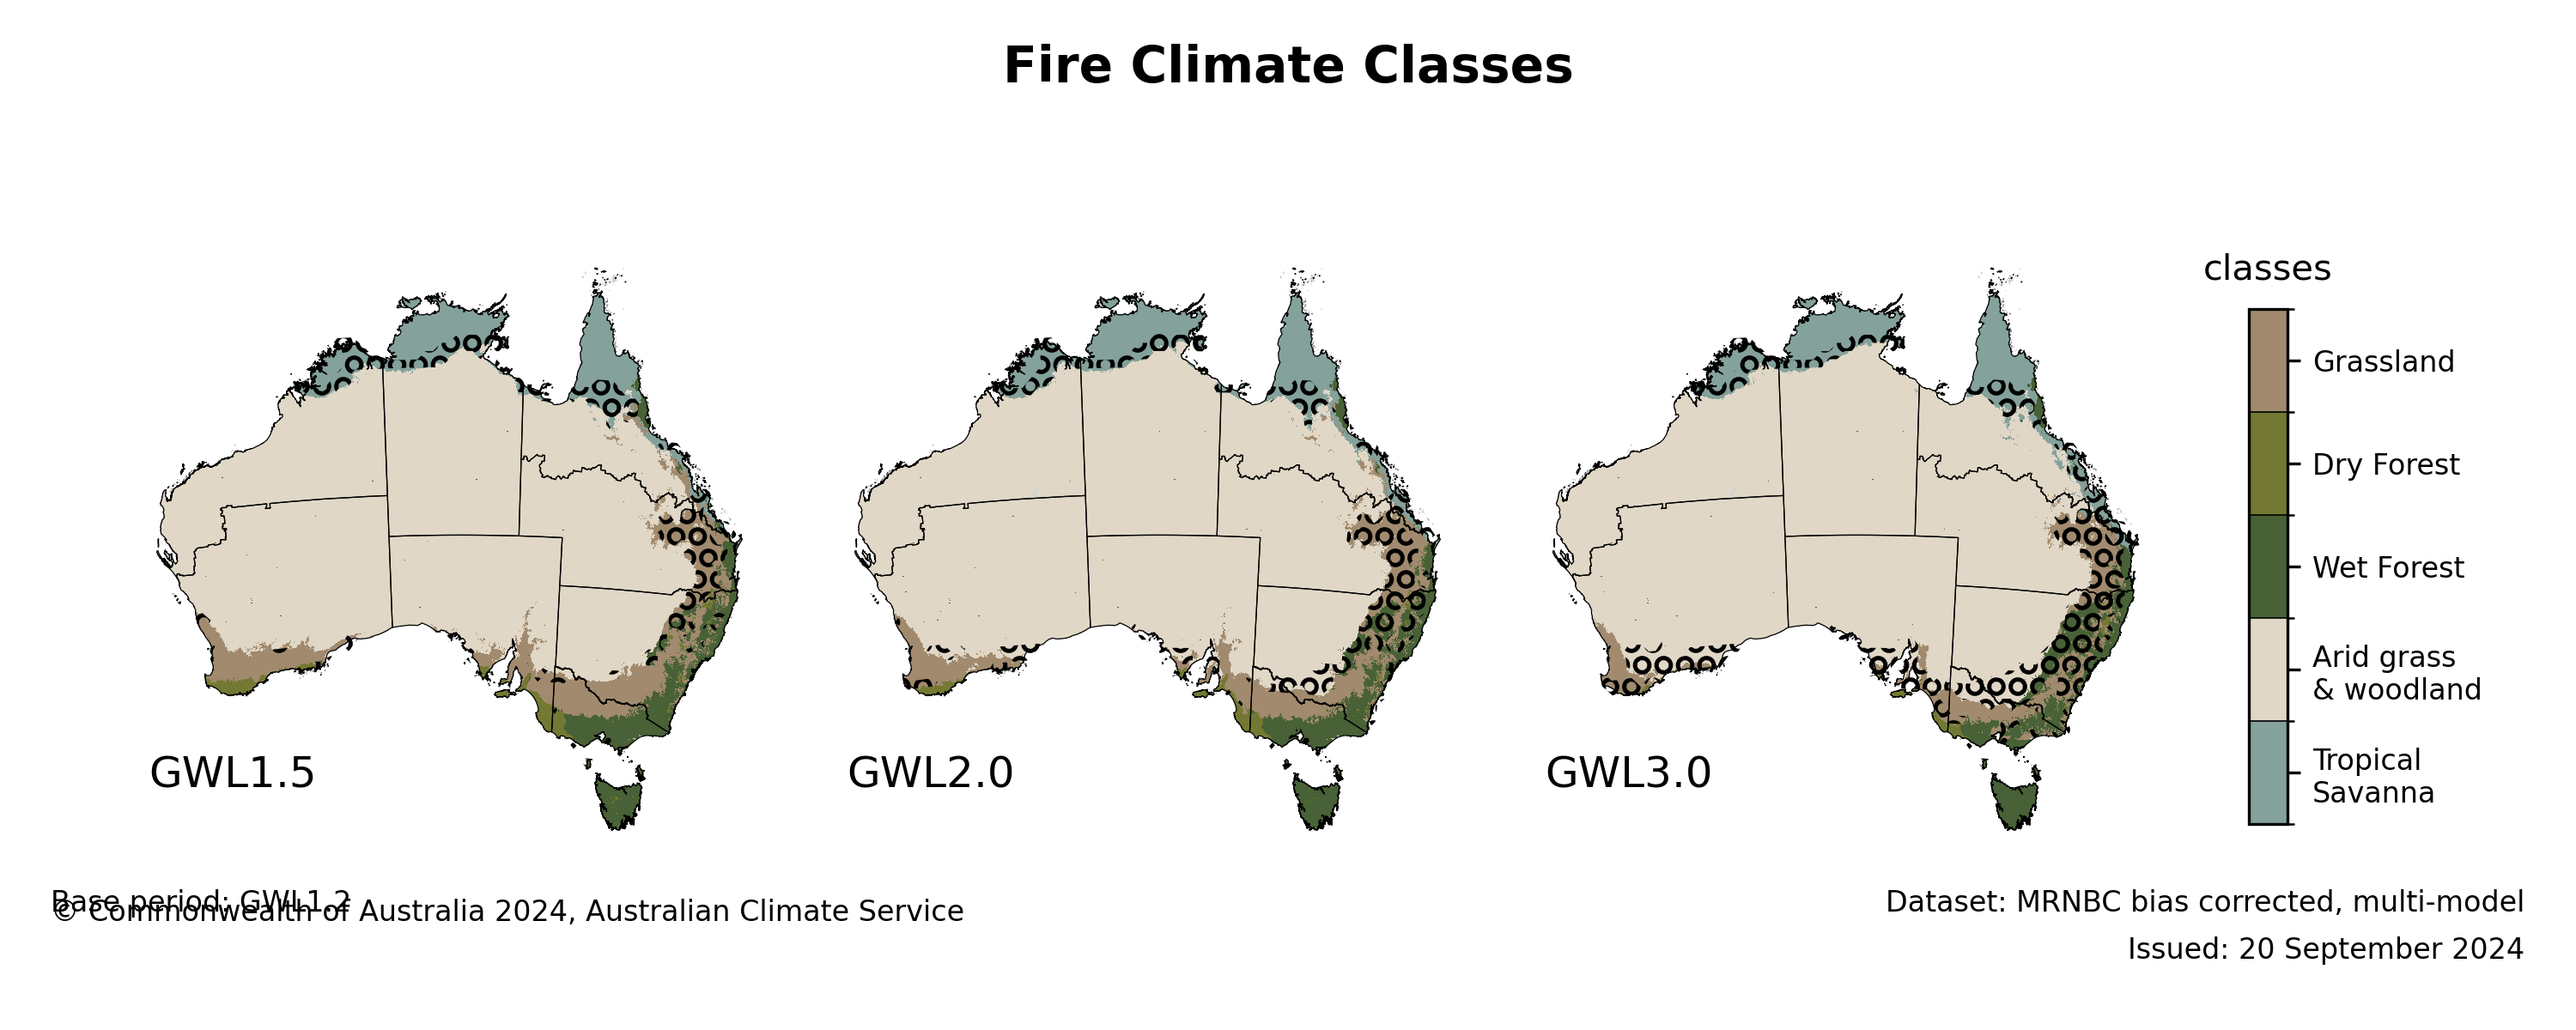 Fire Climate Classes
classes
Grassland
Dry Forest
Wet Forest
Arid grass
& woodland
Tropical
Savanna
GWL1.5
GWL2.0
GWL3.0
Base period: GWL1.2
© Commonwealth of Australia 2024, Australian Climate Service
Dataset: MRNBC bias corrected, multi-model
Issued: 20 September 2024